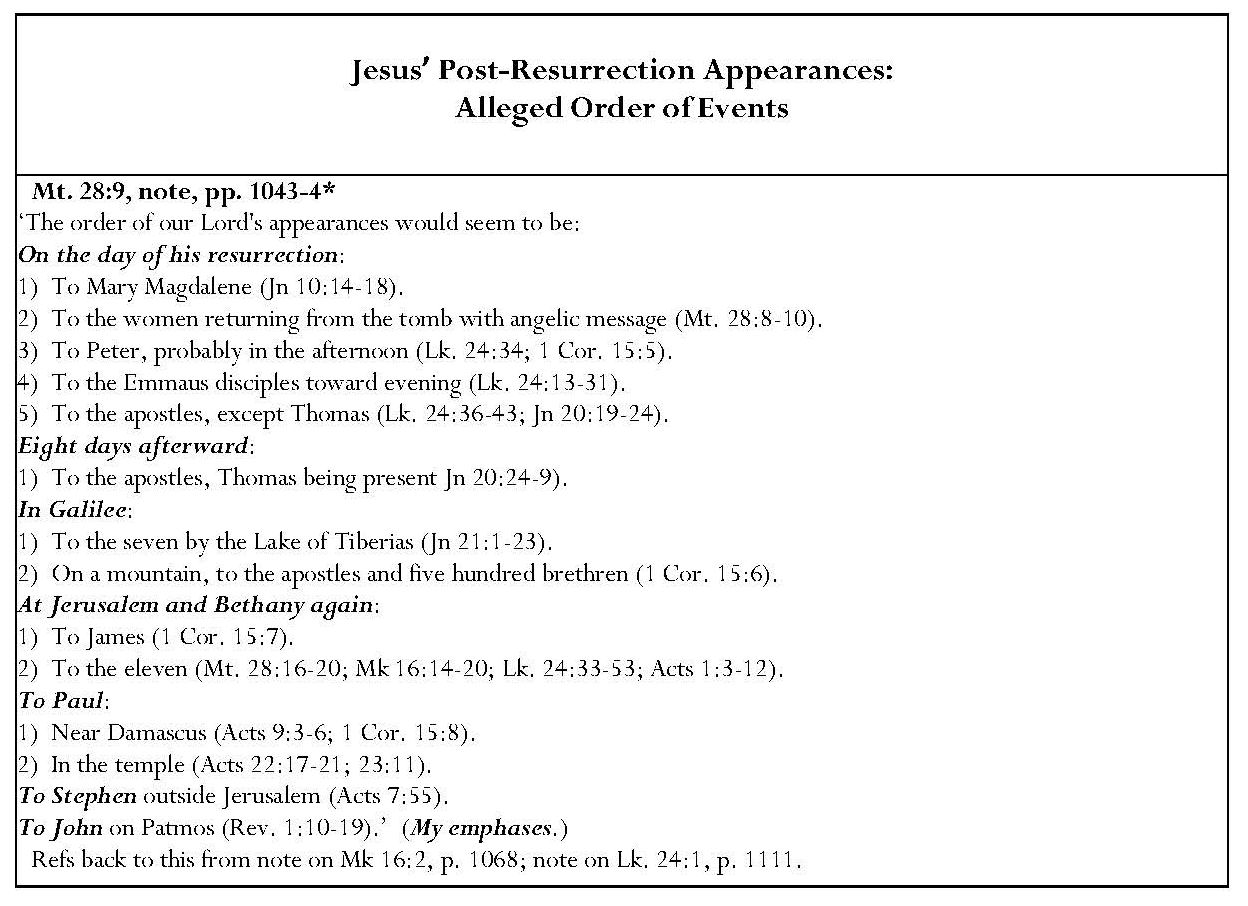 Jesus' Post-Resurrection Appearances:
Alleged Order of Events
Mt. 28:9, note, pp. 1043-4*
‘The order of our Lord's appearances would seem to be:
On the day of his resurrection:
1) To Mary Magdalene (Jn 10:14-18).
2) To the women returning from the tomb with angelic message (Mt. 28:8-10).
3) To Peter, probably in the afternoon (Lk. 24:34; 1 Cor. 15:5).
4) To the Emmaus disciples toward evening (Lk. 24:13-31).
5) To the apostles, except Thomas (Lk. 24:36-43; Jn 20:19-24).
Eight days afterward:
1) To the apostles, Thomas being present Jn 20:24-9).
In Galilee:
1) To the seven by the Lake of Tiberias (Jn 21:1-23).
2) On a mountain, to the apostles and five hundred brethren (1 Cor. 15:6).
At Jerusalem and Bethany again:
1) To James (1 Cor. 15:7).
2) To the eleven (Mt. 28:16-20; Mk 16:14-20; Lk. 24:33-53; Acts 1:3-12).
To Paul:
1) Near Damascus (Acts 9:3-6; 1 Cor. 15:8).
2) In the temple (Acts 22:17-21; 23:11).
To Stephen outside Jerusalem (Acts 7:55).
To John on Patmos (Rev. 1:10-19).’ (My emphases.)
Refs back to this from note on Mk 16:2, p. 1068; note on Lk. 24:1, p. 1111.